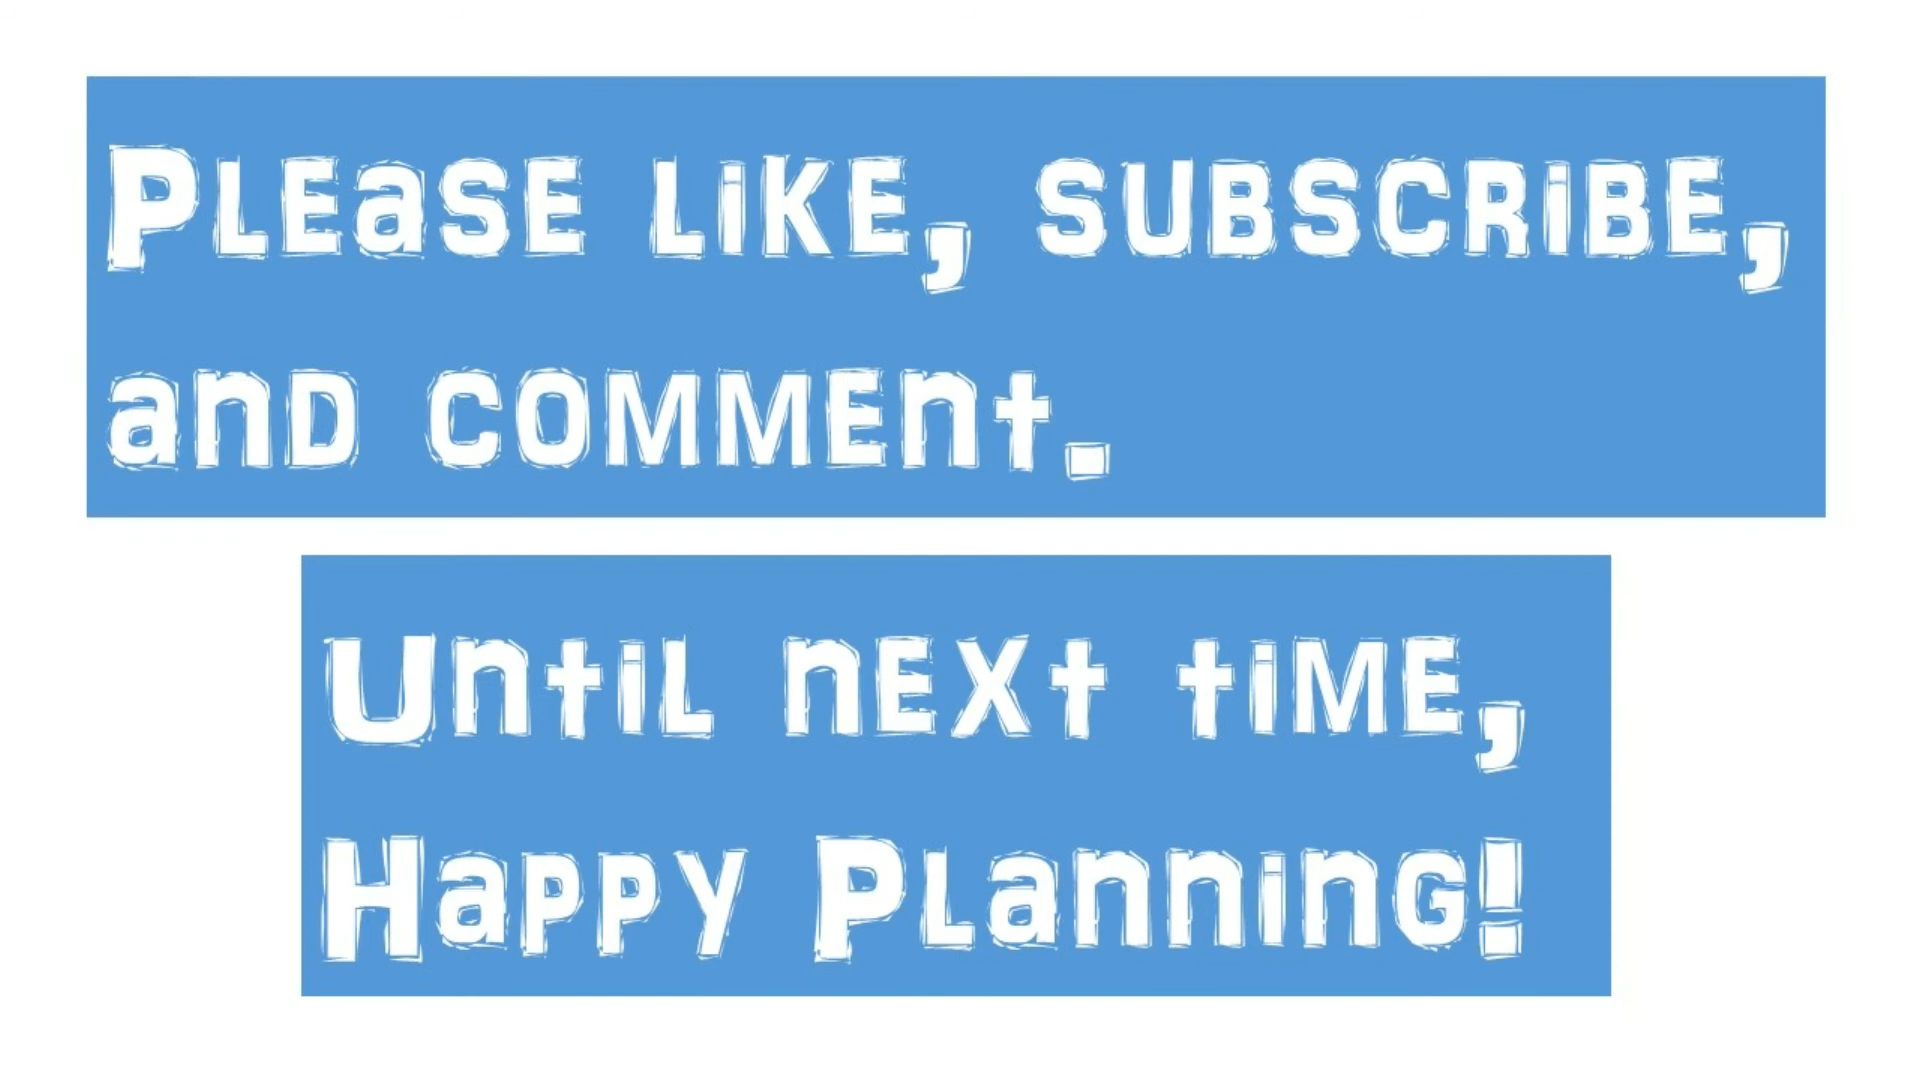 Please like, subscribe,
and comment.
Until next time,
Happy Planning!